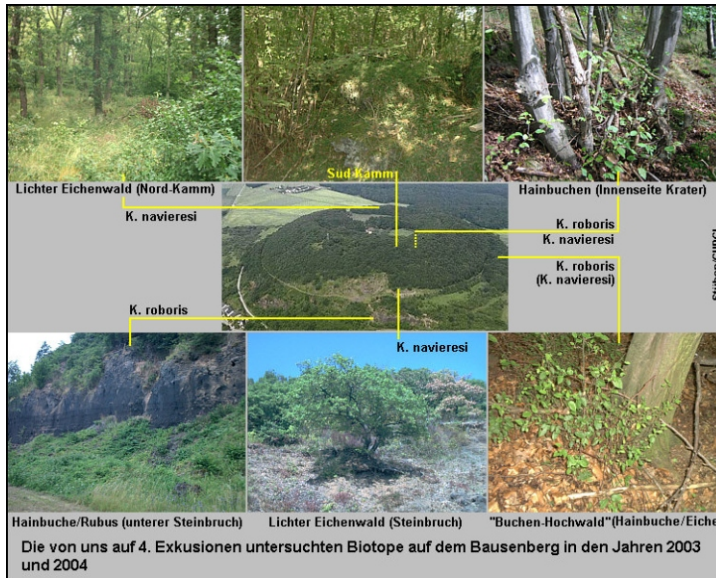 Süd-Kamm
Lichter Eichenwald (Nord-Kamm)
Hainbuchen (Innenseite Krater)
K. navieresi
K. roboris
K. navieresi
K. roboris
(K. navieresi)
K. roboris
K. navieresi
Hainbuche/Rubus (unterer Steinbruch)
Lichter Eichenwald (Steinbruch)
"Buchen-Hochwald"(Hainbuche/Eiche
Die von uns auf 4. Exkusionen untersuchten Biotope auf dem Bausenberg in den Jahren 2003
und 2004